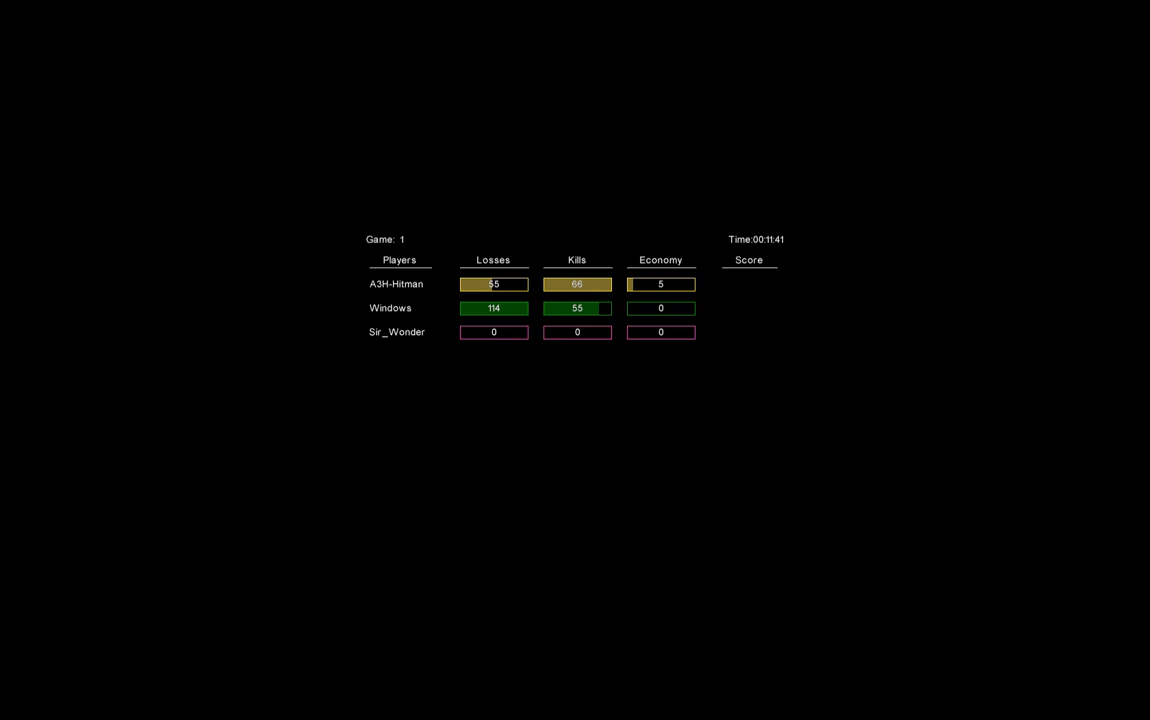 Game: 1 Time:00:11:41
Players Losses Kills Economy Score
A3H-Hitman 55 66 5
Windows 114 55 0
Sir_Wonder 0 0 0